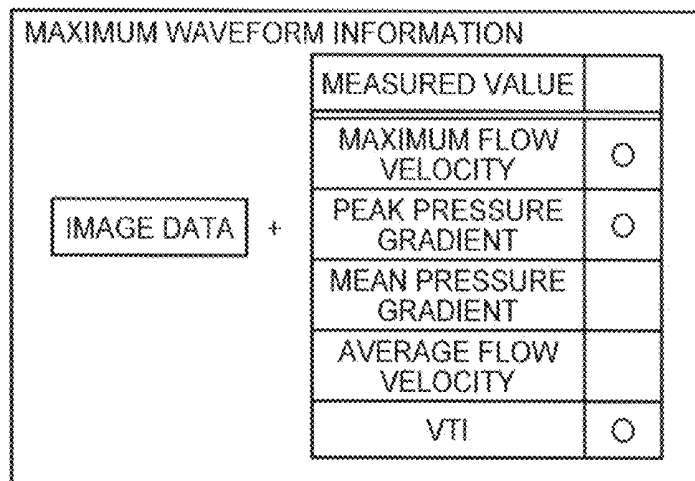 MAXIMUM WAVEFORM INFORMATION
MEASURED VALUE
MAXIMUM FLOW
VELOCITY
○
IMAGE DATA +
PEAK PRESSURE
GRADIENT
○
MEAN PRESSURE
GRADIENT
AVERAGE FLOW
VELOCITY
VTI ○